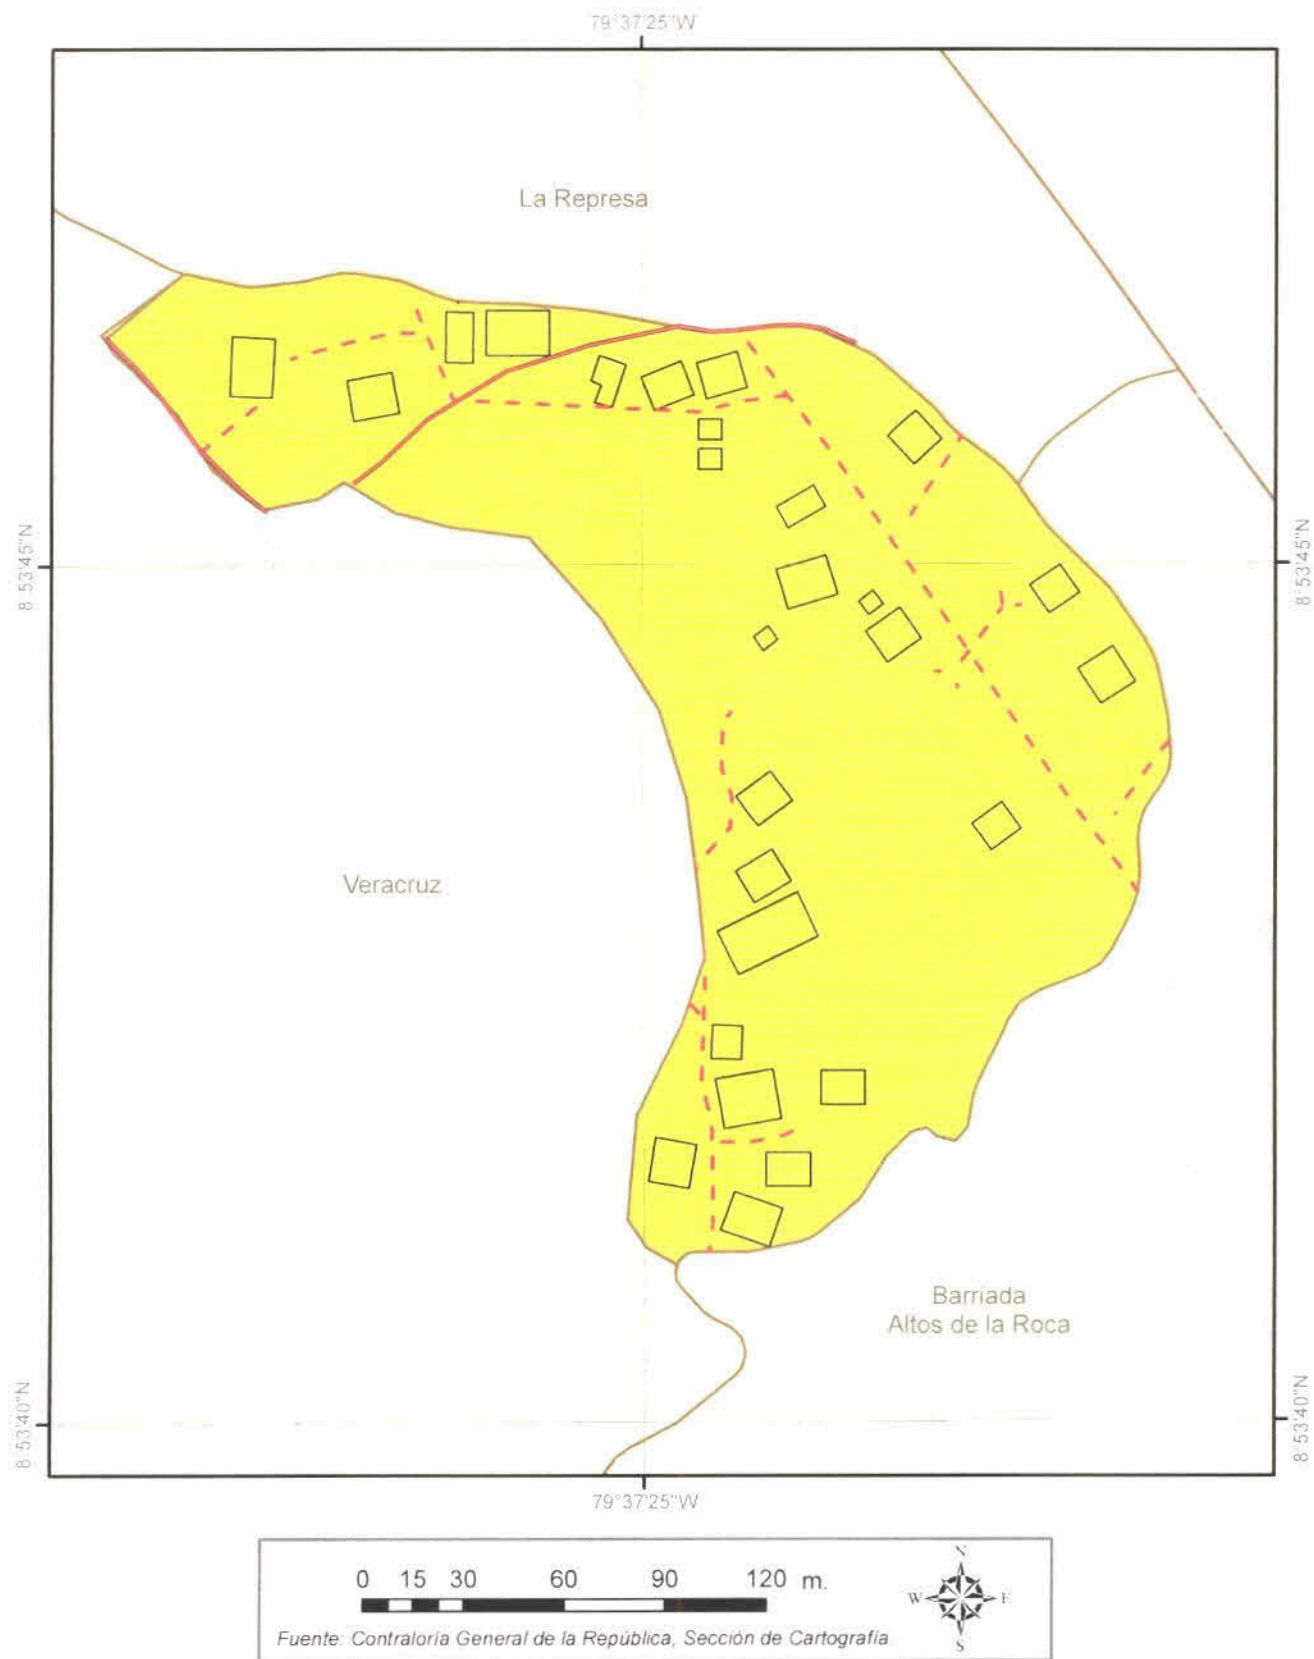 79°37'25"W
La Represa
8°53'45"N
8°53'45"N
Veracruz
Barriada
Altos de la Roca
8°53'40"N
8°53'40"N
79°37'25"W
0 15 30 60 90 120 m.
N
W E
S
Fuente: Contraloría General de la República, Sección de Cartografía.